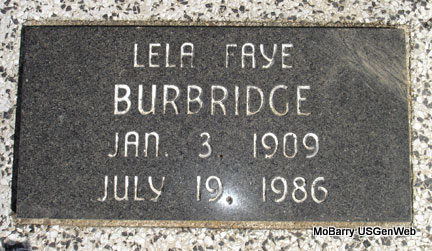 LELA FAYE
BURBRIDGE
JAN. 3 1909
JULY 19, 1986
MoBarry USGenWeb